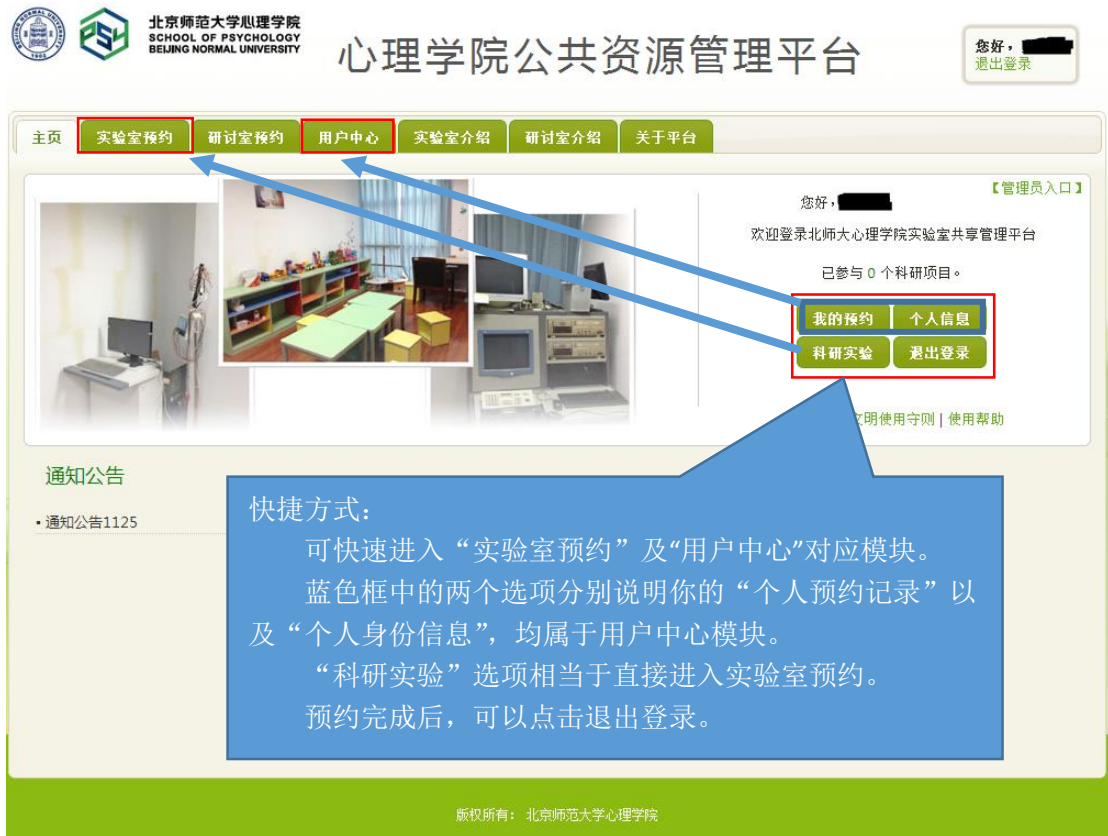 北京师范大学心理学院
SCHOOL OF PSYCHOLOGY
BEIJING NORMAL UNIVERSITY
心理学院公共资源管理平台
您好，
退出登录
主页 实验室预约 研讨室预约 用户中心 实验室介绍 研讨室介绍 关于平台
【管理员入口】
您好，
欢迎登录北师大心理学院实验室共享管理平台
已参与 0 个科研项目。
我的预约 个人信息
科研实验 退出登录
文明使用守则 | 使用帮助
通知公告
▪ 通知公告1125
快捷方式：
可快速进入“实验室预约”及“用户中心”对应模块。
蓝色框中的两个选项分别说明你的“个人预约记录”以
及“个人身份信息”，均属于用户中心模块。
“科研实验”选项相当于直接进入实验室预约。
预约完成后，可以点击退出登录。
版权所有： 北京师范大学心理学院